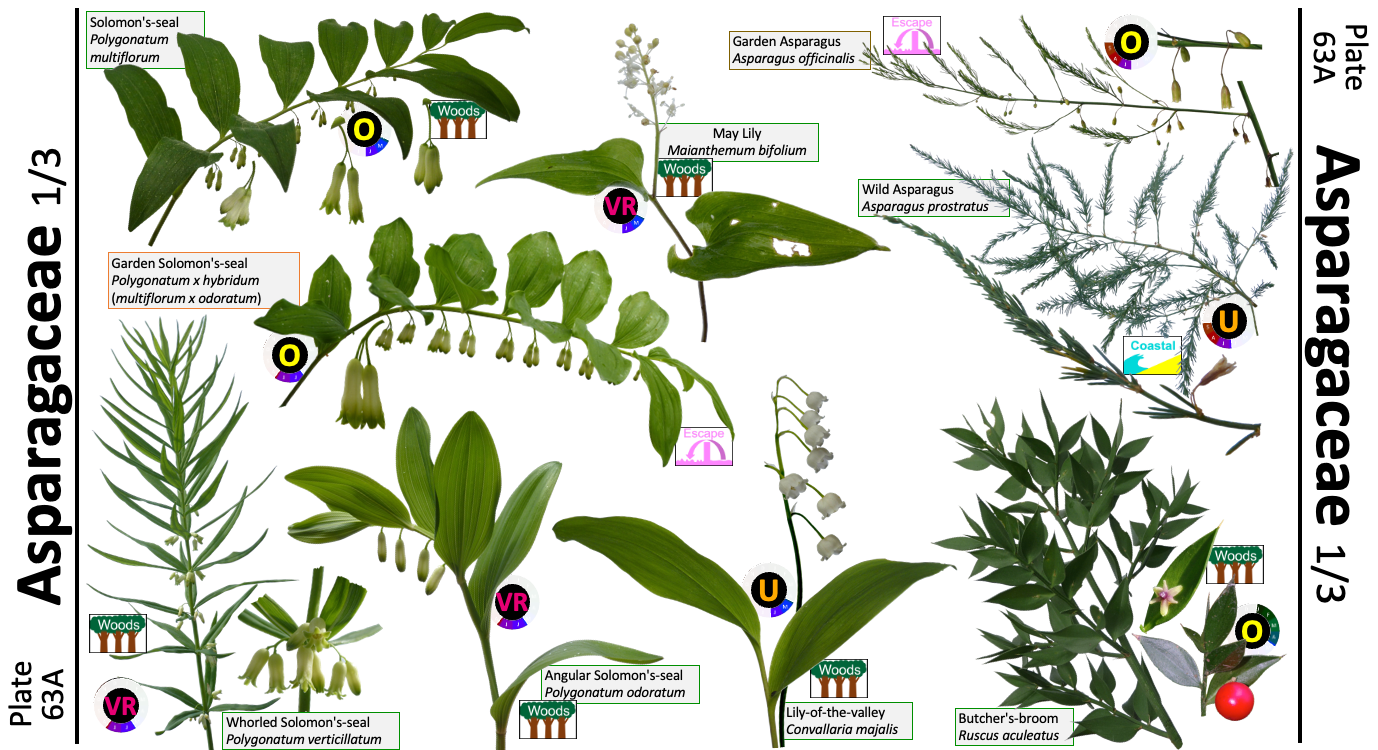 Asparagaceae 1/3
Plate
63A
Solomon's-seal
Polygonatum
multiflorum
O
Woods
May Lily
Maianthemum bifolium
Woods
VR
Escape
Garden Asparagus
Asparagus officinalis
O
Plate
63A
Asparagaceae 1/3
Wild Asparagus
Asparagus prostratus
U
Coastal
Garden Solomon's-seal
Polygonatum x hybridum
(multiflorum x odoratum)
O
Escape
Woods
VR
Whorled Solomon's-seal
Polygonatum verticillatum
VR
Angular Solomon's-seal
Polygonatum odoratum
Woods
U
Woods
Lily-of-the-valley
Convallaria majalis
Woods
O
Butcher's-broom
Ruscus aculeatus